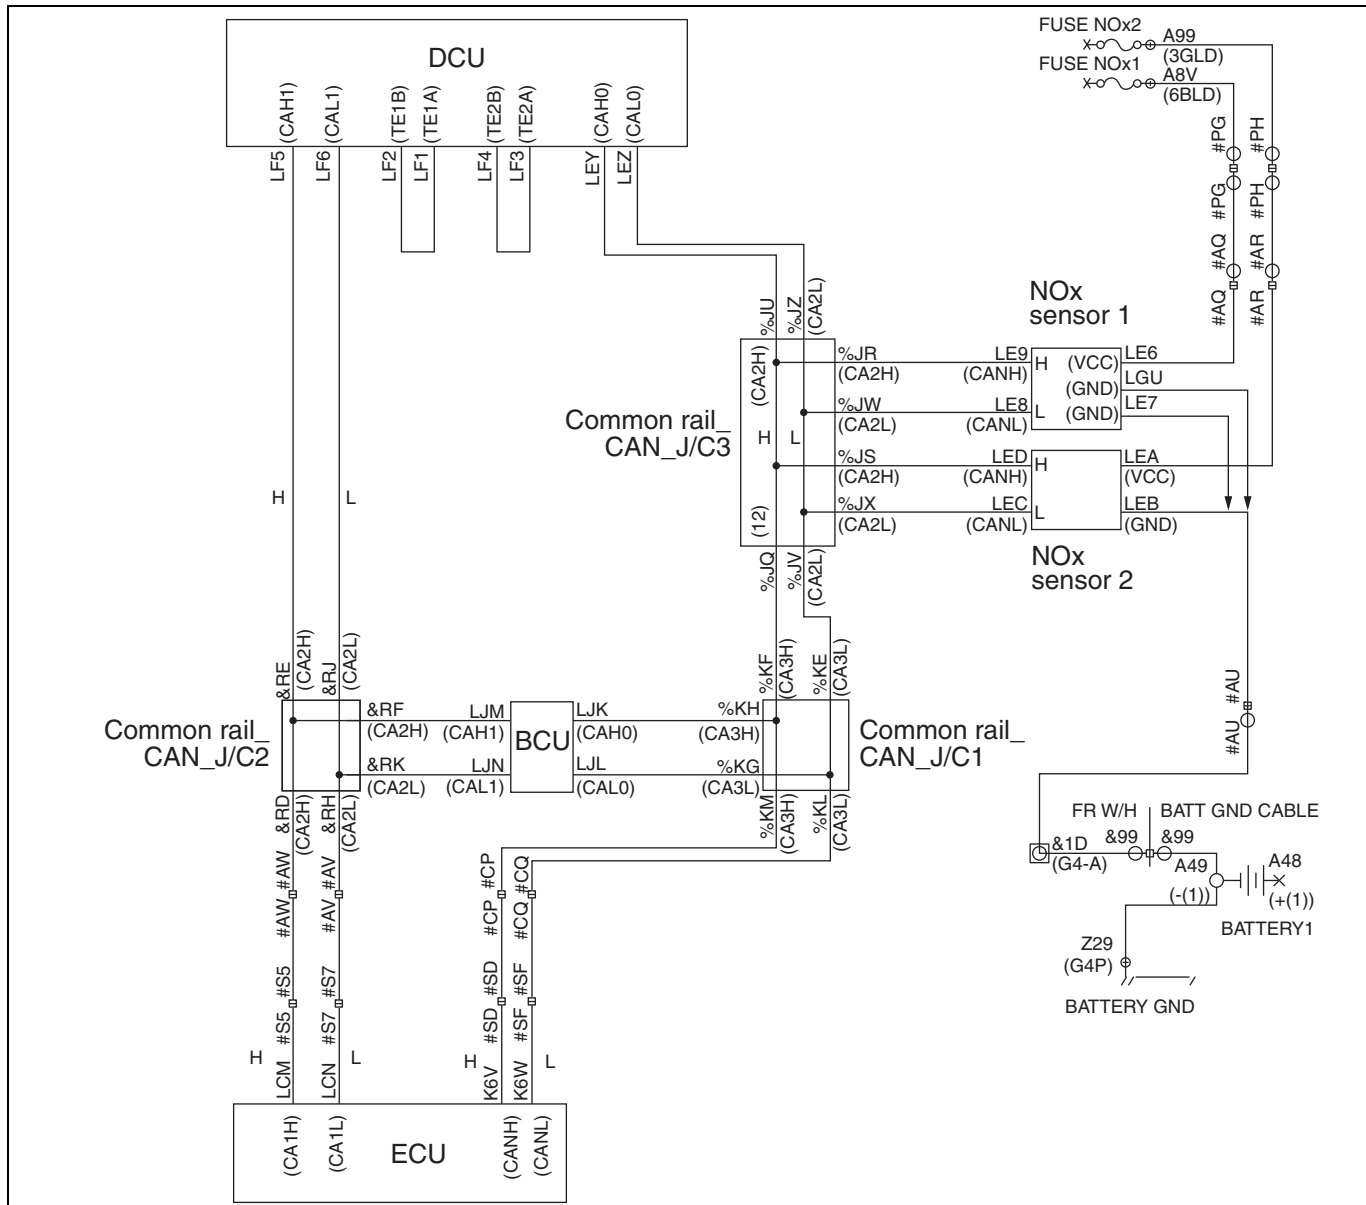 DCU
(CAH1)
(CAL1)
(TE1B)
(TE1A)
(TE2B)
(TE2A)
(CAH0)
(CAL0)
LF5
LF6
LF2
LF1
LF4
LF3
LEY
LEZ
FUSE NOx2
A99
(3GLD)
FUSE NOx1
A8V
(6BLD)
#PG
#PH
#PG
#PH
#AQ
#AR
#AQ
#AR
%JU
%JZ
(CA2L)
NOx
sensor 1
(CA2H)
%JR
(CA2H)
LE9
(CANH)
H
(VCC)
LE6
(GND)
LGU
%JW
(CA2L)
LE8
(CANL)
L
(GND)
LE7
Common rail_
CAN_J/C3
H
L
%JS
(CA2H)
LED
(CANH)
H
LEA
(VCC)
(12)
%JX
(CA2L)
LEC
(CANL)
L
LEB
(GND)
NOx
sensor 2
%JQ
%JV
(CA2L)
H
L
&RE
(CA2H)
&RJ
(CA2L)
%KF
(CA3H)
%KE
(CA3L)
Common rail_
CAN_J/C2
&RF
(CA2H)
LJM
(CAH1)
BCU
LJK
(CAH0)
%KH
(CA3H)
&RK
(CA2L)
LJN
(CAL1)
LJL
(CAL0)
%KG
(CA3L)
Common rail_
CAN_J/C1
#AU
#AU
&RD
(CA2H)
&RH
(CA2L)
%KM
(CA3H)
%KL
(CA3L)
FR W/H
BATT GND CABLE
&1D
(G4-A)
&99
&99
A49
(-(1))
A48
(+(1))
BATTERY1
Z29
(G4P)
BATTERY GND
#AW
#AV
#CP
#CQ
#AW
#AV
#CP
#CQ
#S5
#S7
#SD
#SF
#S5
#S7
#SD
#SF
H
L
H
L
LCM
LCN
K6V
K6W
(CA1H)
(CA1L)
ECU
(CANH)
(CANL)